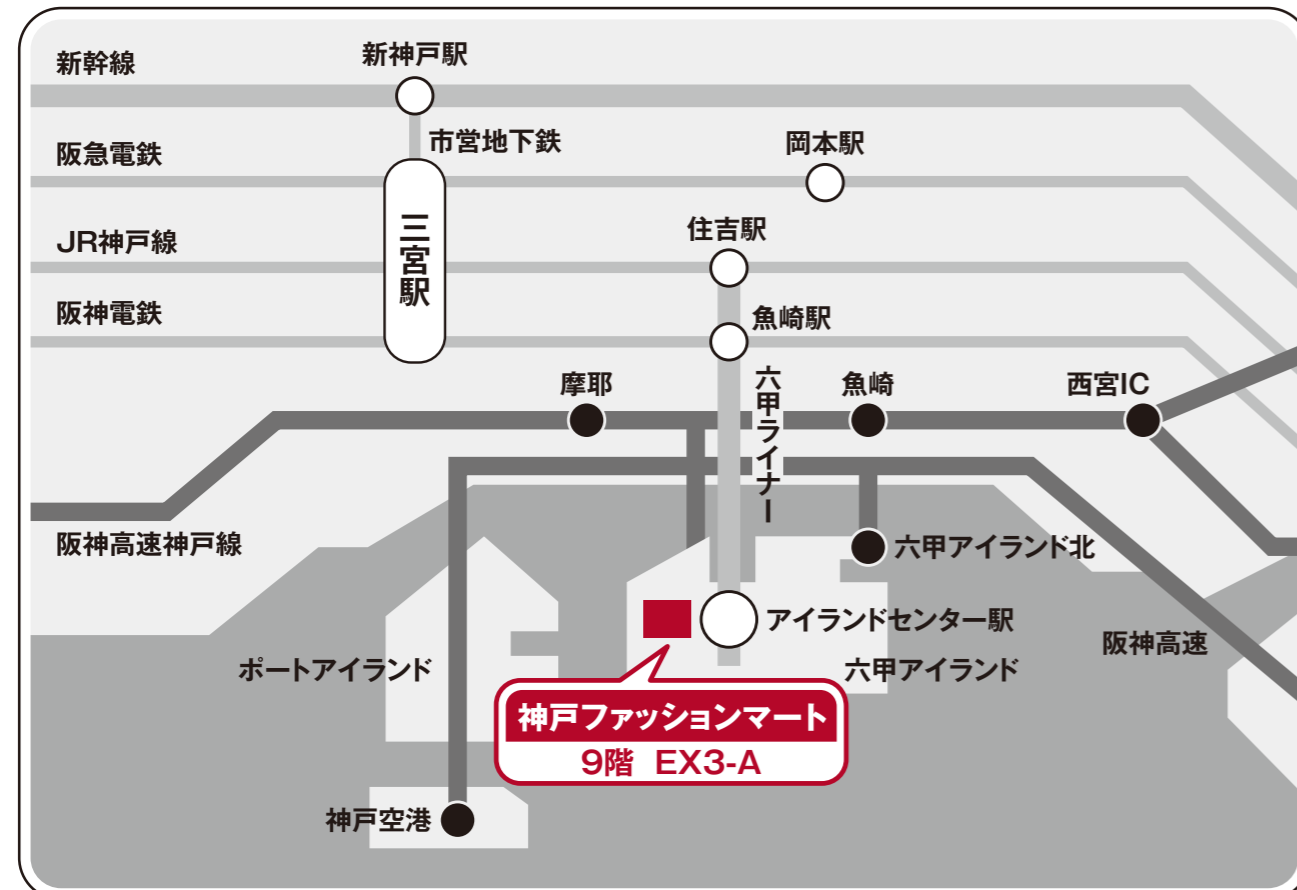 新幹線
新神戸駅
市営地下鉄
阪急電鉄
岡本駅
三宮駅
住吉駅
JR神戸線
阪神電鉄
魚崎駅
六甲ライナー
摩耶
魚崎
西宮IC
阪神高速神戸線
六甲アイランド北
アイランドセンター駅
阪神高速
ポートアイランド
六甲アイランド
神戸ファッションマート
9階 EX3-A
神戸空港